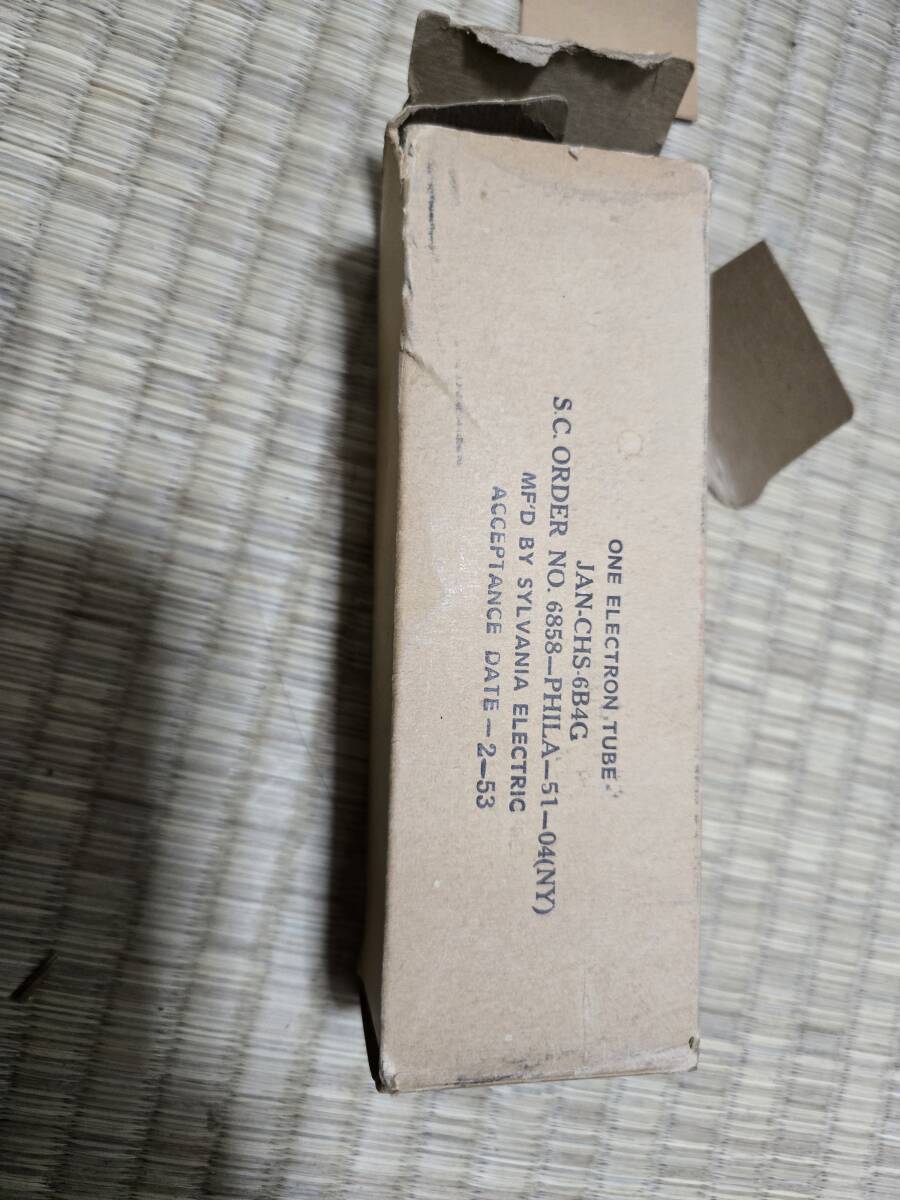 ONE ELECTRON TUBE
JAN-CHS-6B4G
S.C. ORDER NO. 6858-PHILA-51-04(NY)
MF'D BY SYLVANIA ELECTRIC
ACCEPTANCE DATE-2-53